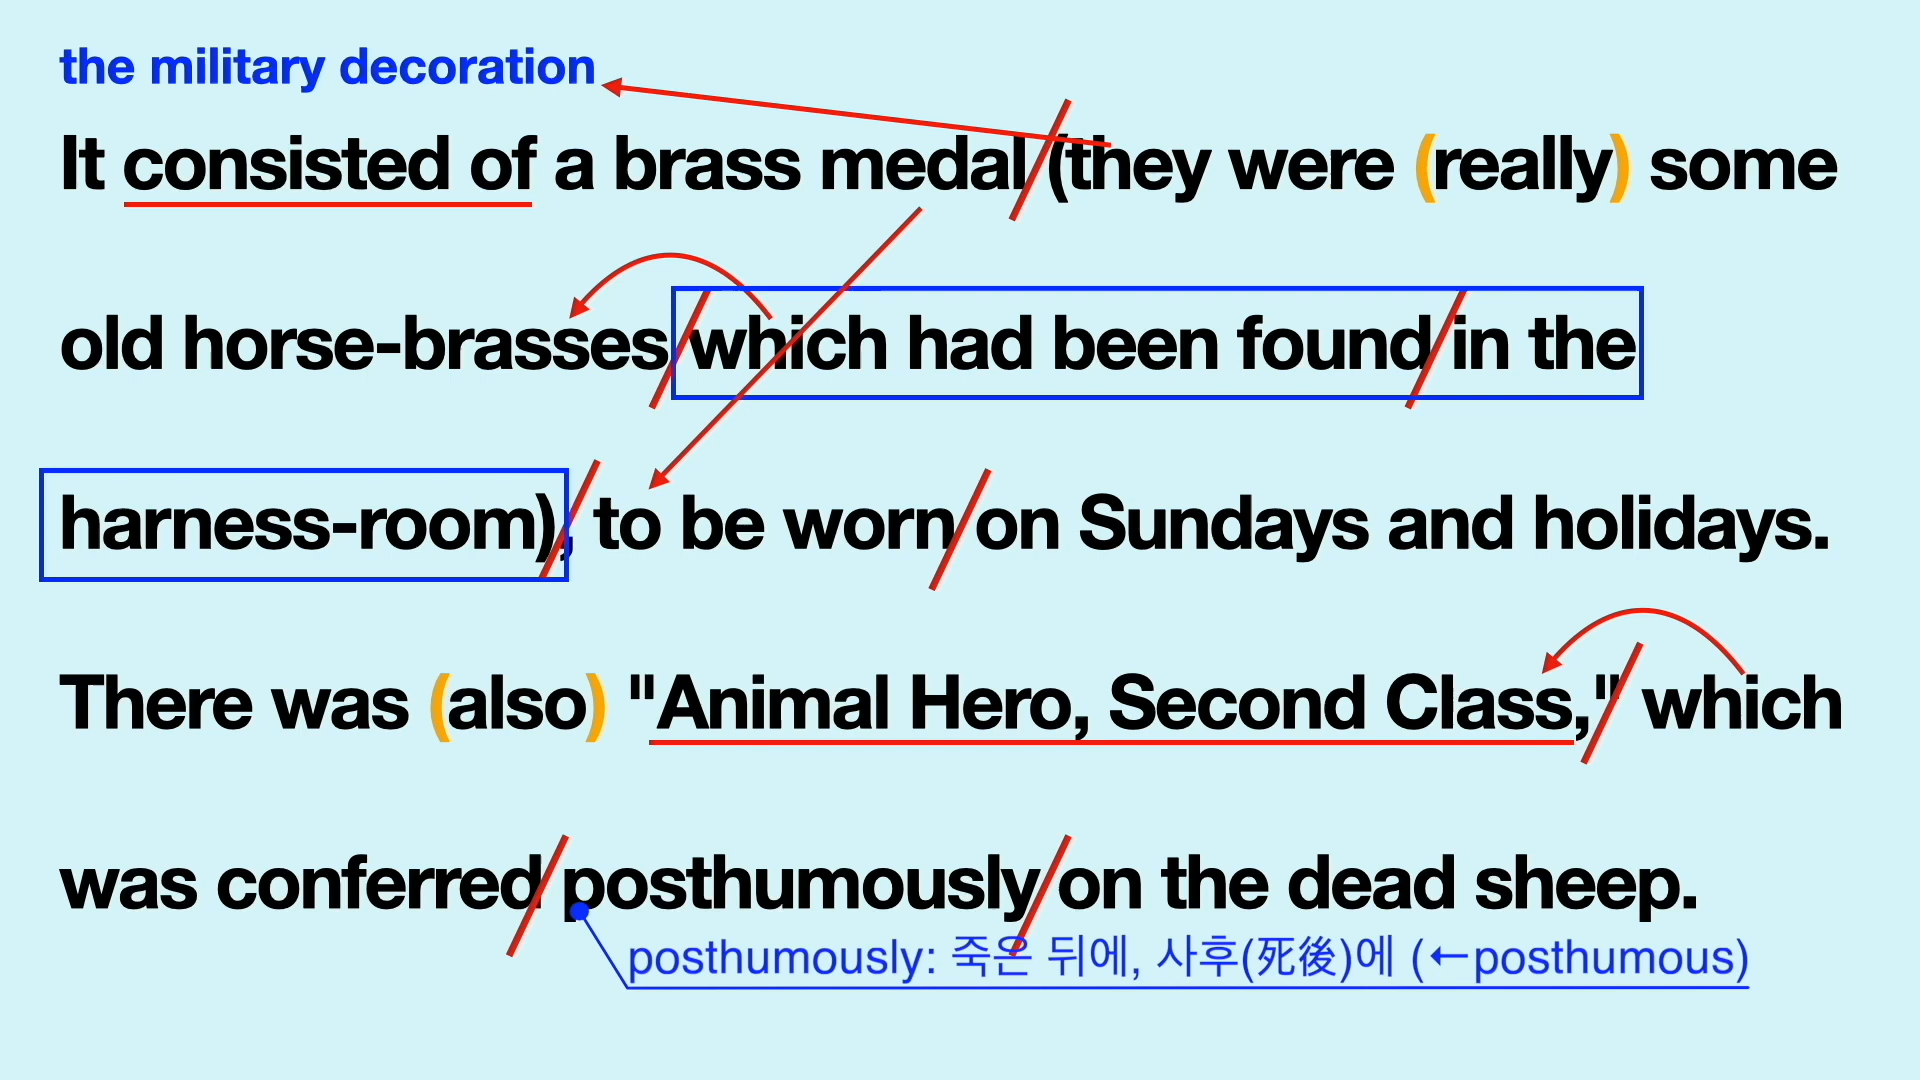 the military decoration
It consisted of a brass medal (they were (really) some
old horse-brasses which had been found in the
harness-room), to be worn on Sundays and holidays.
There was (also) "Animal Hero, Second Class," which
was conferred posthumously on the dead sheep.
posthumously: 죽은 뒤에, 사후(死後)에 (←posthumous)